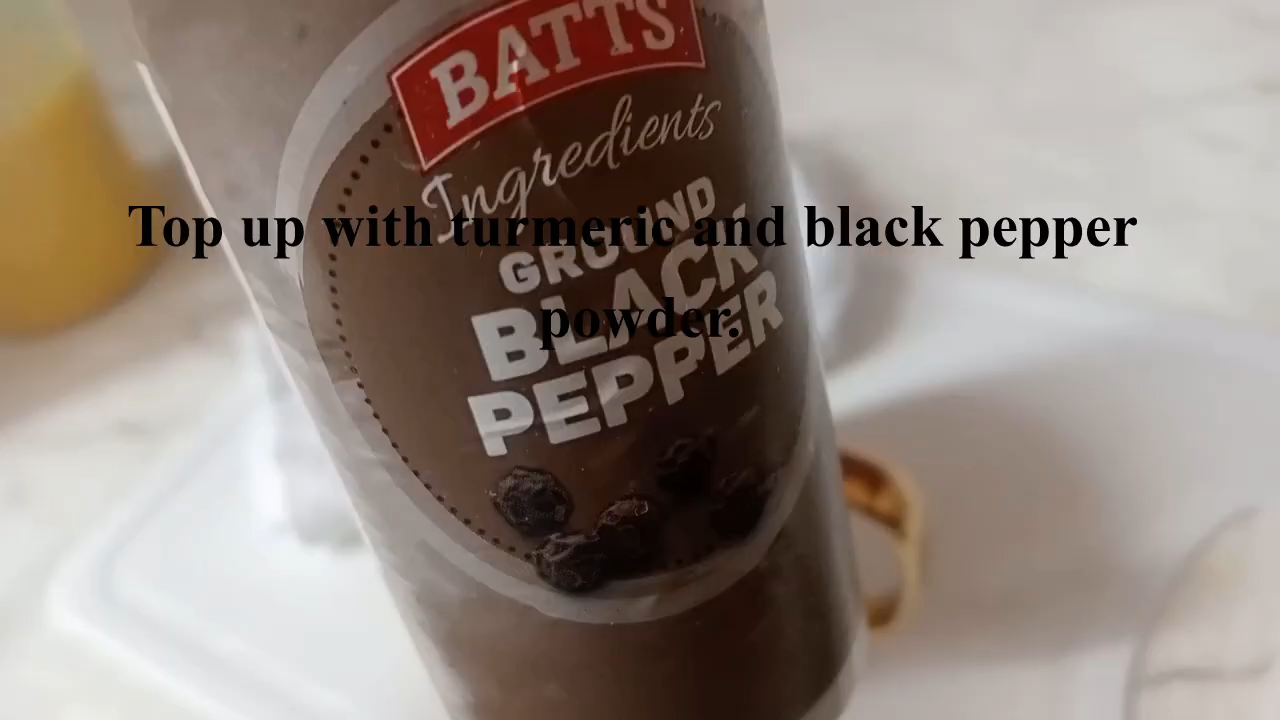 BATTS
Ingredients
GROUND
BLACK
PEPPER
Top up with turmeric and black pepper
powder.